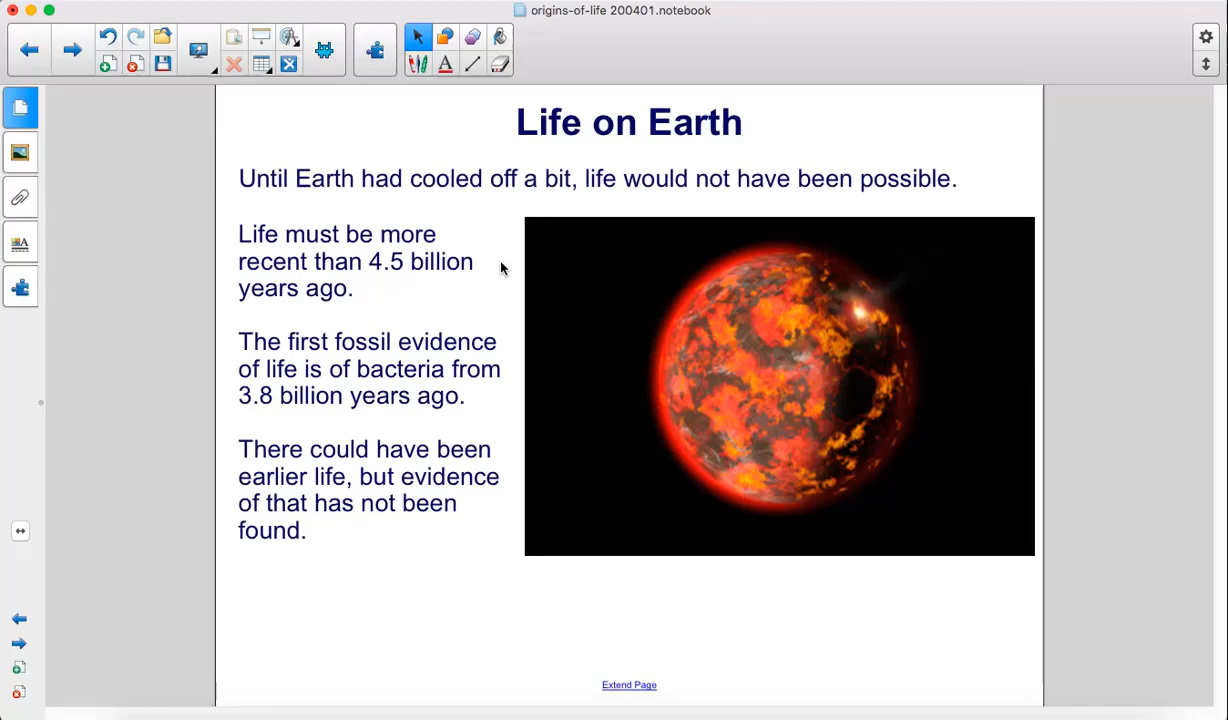 origins-of-life 200401.notebook
Life on Earth
Until Earth had cooled off a bit, life would not have been possible.
Life must be more
recent than 4.5 billion
years ago.
The first fossil evidence
of life is of bacteria from
3.8 billion years ago.
There could have been
earlier life, but evidence
of that has not been
found.
Extend Page